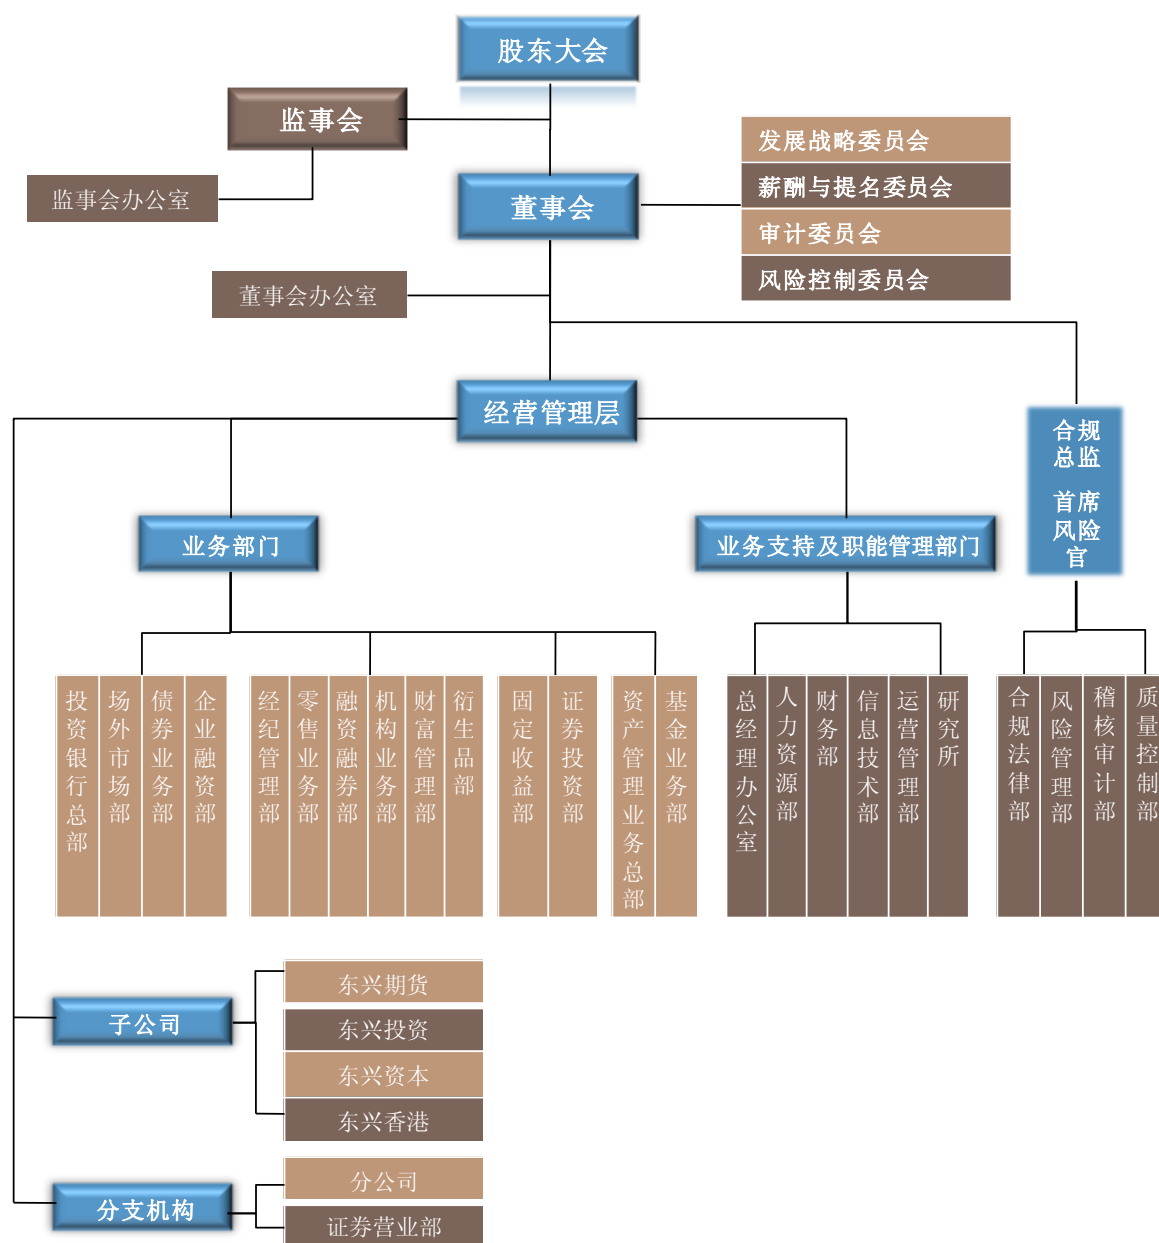 股东大会
监事会
发展战略委员会
监事会办公室
薪酬与提名委员会
董事会
审计委员会
风险控制委员会
董事会办公室
经营管理层
合规
总监
首席
风险
官
业务部门
业务支持及职能管理部门
投资银行总部
场外市场部
债券业务部
企业融资部
经纪管理部
零售业务部
融资融券部
机构业务部
财富管理部
衍生品部
固定收益部
证券投资部
资产管理业务总部
基金业务部
总经理办公室
人力资源部
财务部
信息技术部
运营管理部
研究所
合规法律部
风险管理部
稽核审计部
质量控制部
子公司
东兴期货
东兴投资
东兴资本
东兴香港
分支机构
分公司
证券营业部